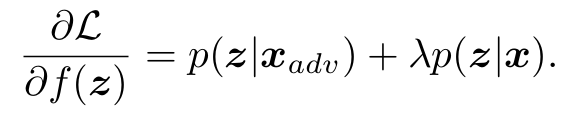 ∂ℒ/∂f(z) = p(z|x_adv) + λp(z|x).